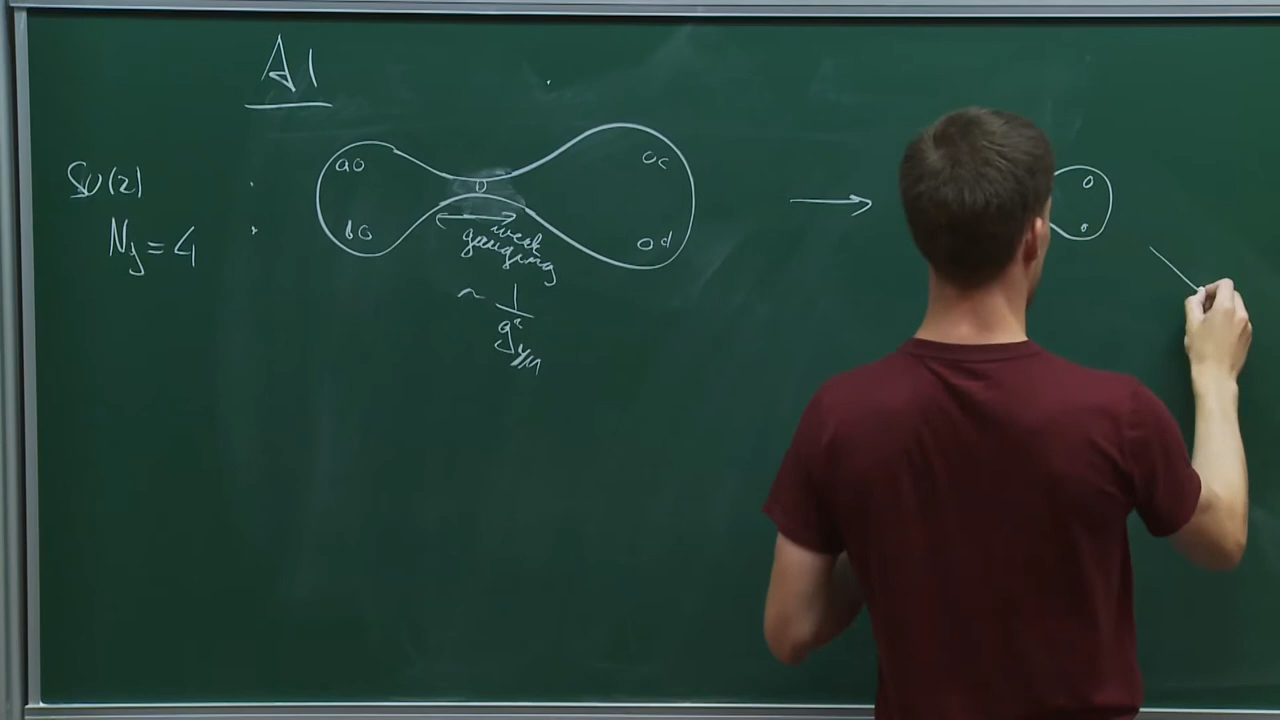 A1
SU(2)
N_f = 4
a
b
c
d
weak
gauging
~ 1/g²_YM